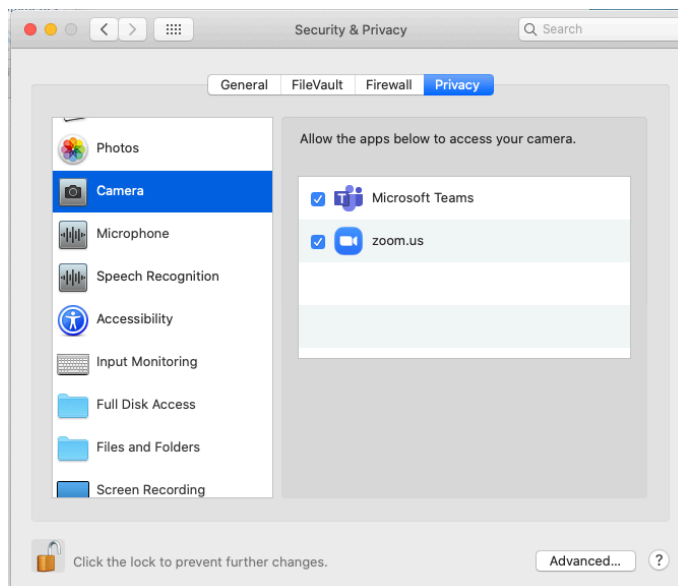 Security & Privacy
Search
General
FileVault
Firewall
Privacy
Photos
Camera
Microphone
Speech Recognition
Accessibility
Input Monitoring
Full Disk Access
Files and Folders
Screen Recording
Allow the apps below to access your camera.
Microsoft Teams
zoom.us
Click the lock to prevent further changes.
Advanced...
?